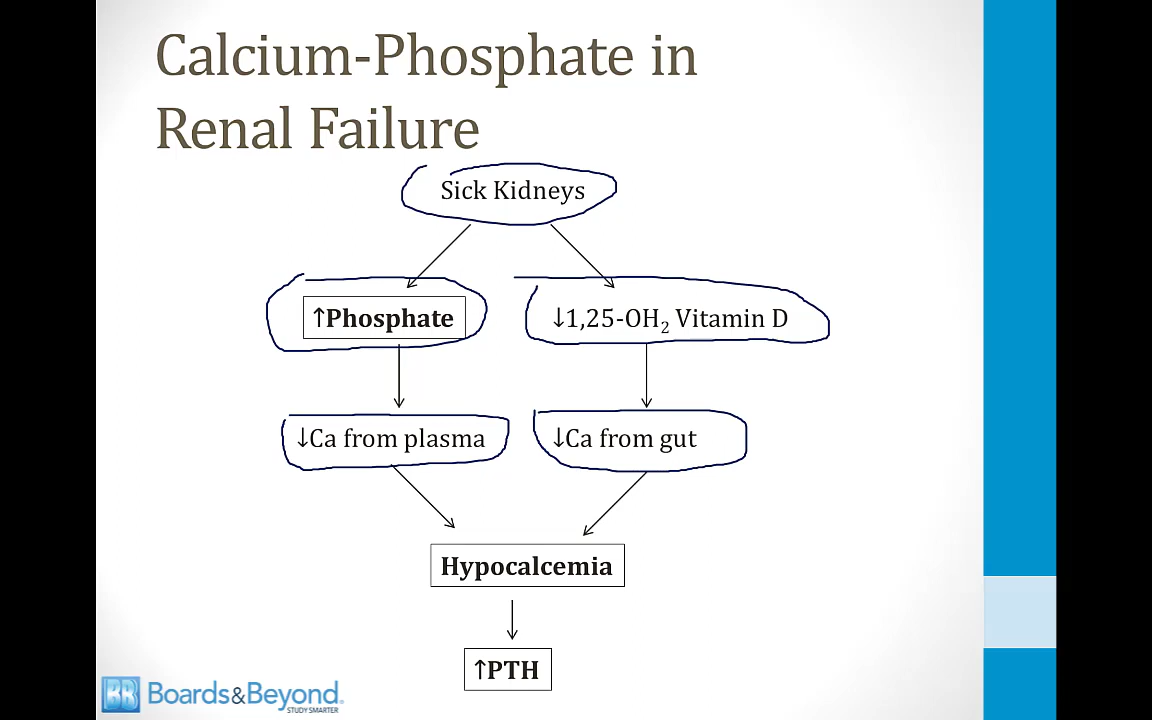 Calcium-Phosphate in
Renal Failure
Sick Kidneys
↑Phosphate
↓1,25-OH₂ Vitamin D
↓Ca from plasma
↓Ca from gut
Hypocalcemia
↑PTH
BB Boards&Beyond.
STUDY SMARTER